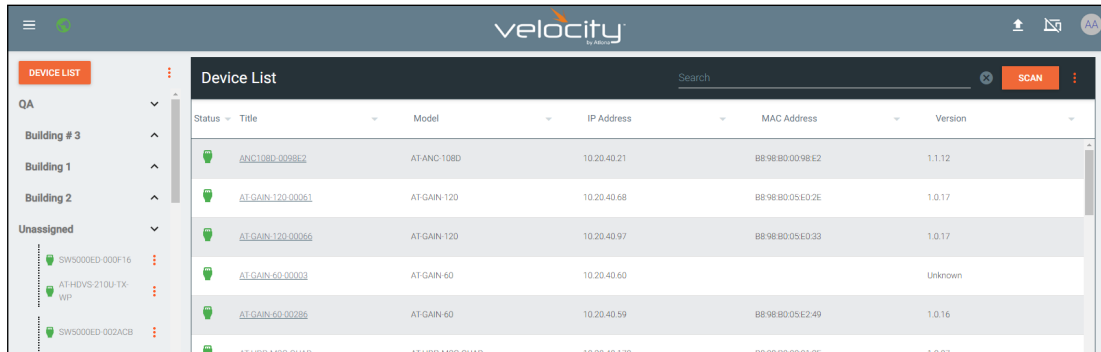 velocity
by Atlona
AA
DEVICE LIST
Device List
Search
SCAN
QA
Building # 3
Building 1
Building 2
Unassigned
SW5000ED-000F16
AT-HDVS-210U-TX-
WP
SW5000ED-002ACB
Status Title Model IP Address MAC Address Version
ANC108D-0098E2 AT-ANC-108D 10.20.40.21 B8:98:B0:00:98:E2 1.1.12
AT-GAIN-120-00061 AT-GAIN-120 10.20.40.68 B8:98:B0:05:E0:2E 1.0.17
AT-GAIN-120-00066 AT-GAIN-120 10.20.40.97 B8:98:B0:05:E0:33 1.0.17
AT-GAIN-60-00003 AT-GAIN-60 10.20.40.60 Unknown
AT-GAIN-60-00286 AT-GAIN-60 10.20.40.59 B8:98:B0:05:E2:49 1.0.16